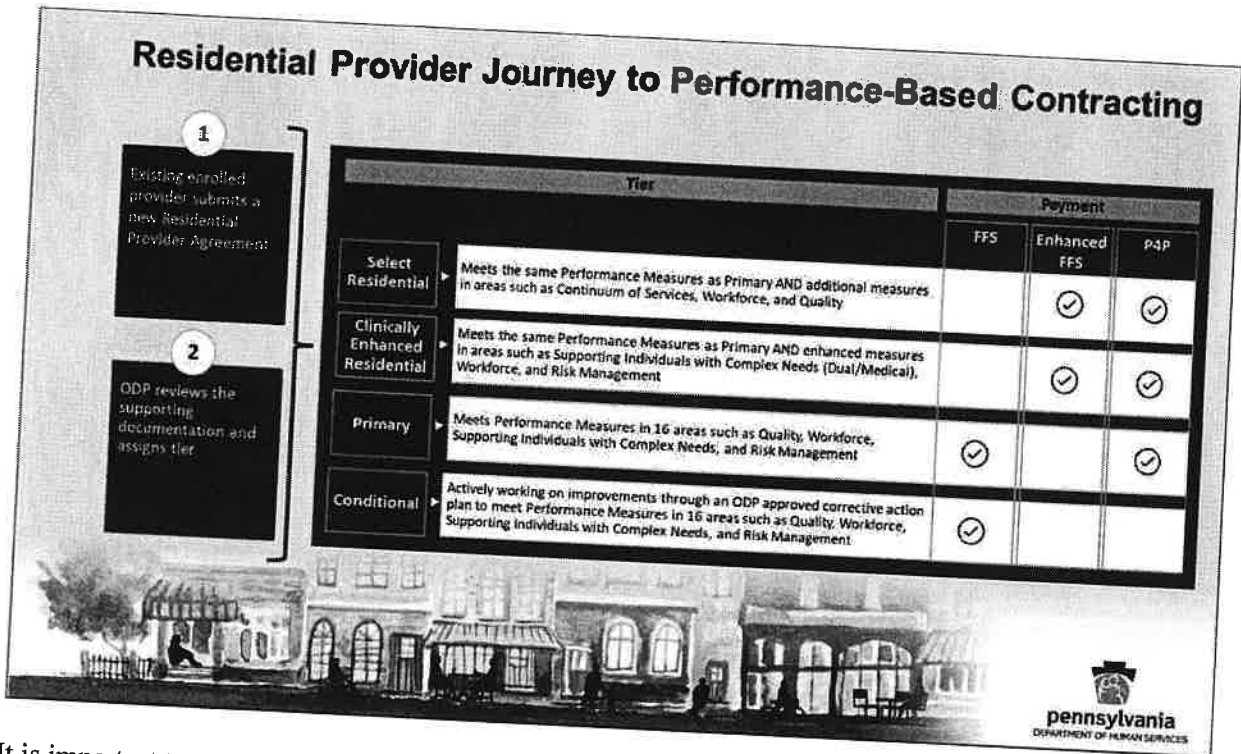 Residential Provider Journey to Performance-Based Contracting
1
Existing enrolled
provider submits a
new Residential
Provider Agreement
2
ODP reviews the
supporting
documentation and
assigns tier
Tier
Payment
FFS
Enhanced
FFS
P4P
Select
Residential
Meets the same Performance Measures as Primary AND additional measures
in areas such as Continuum of Services, Workforce, and Quality
Clinically
Enhanced
Residential
Meets the same Performance Measures as Primary AND enhanced measures
in areas such as Supporting Individuals with Complex Needs (Dual/Medical),
Workforce, and Risk Management
Primary
Meets Performance Measures in 16 areas such as Quality, Workforce,
Supporting Individuals with Complex Needs, and Risk Management
Conditional
Actively working on improvements through an ODP approved corrective action
plan to meet Performance Measures in 16 areas such as Quality, Workforce,
Supporting Individuals with Complex Needs, and Risk Management
pennsylvania
DEPARTMENT OF HUMAN SERVICES
It is